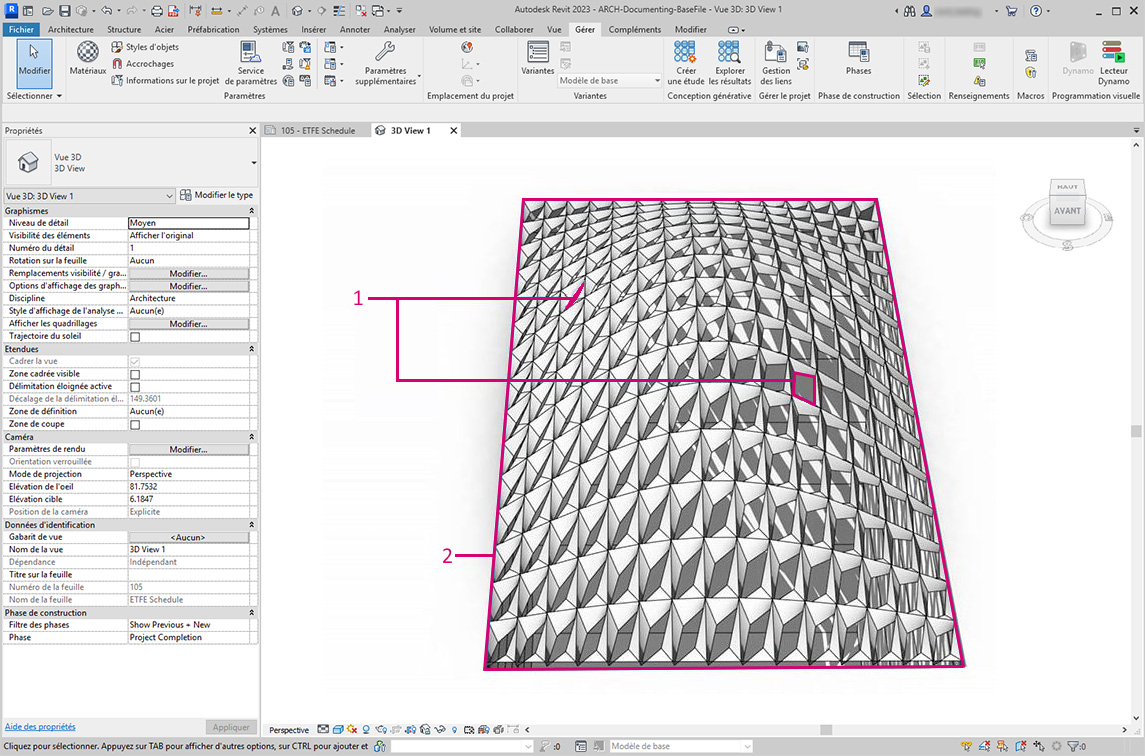 Autodesk Revit 2023 - ARCH-Documenting-BaseFile - Vue 3D: 3D View 1
Fichier Architecture Structure Acier Préfabrication Systèmes Insérer Annoter Analyser Volume et site Collaborer Vue Gérer Compléments Modifier
Modifier
Matériaux
Styles d'objets
Accrochages
Informations sur le projet
Service
de paramètres
Paramètres
supplémentaires
Variantes
Modèle de base
Créer
une étude
Explorer
les résultats
Gestion
des liens
Phases
Dynamo
Lecteur
Dynamo
Sélectionner
Paramètres
Emplacement du projet
Variantes
Conception générative
Gérer le projet
Phase de construction
Sélection
Renseignements
Macros
Programmation visuelle
Propriétés
105 - ETFE Schedule
3D View 1
Vue 3D
3D View
Vue 3D: 3D View 1
Modifier le type
Graphismes
Niveau de détail Moyen
Visibilité des éléments Afficher l'original
Numéro du détail 1
Rotation sur la feuille Aucun
Remplacements visibilité / gra... Modifier...
Options d'affichage des graph... Modifier...
Discipline Architecture
Style d'affichage de l'analyse ... Aucun(e)
Afficher les quadrillages Modifier...
Trajectoire du soleil
Etendues
Cadrer la vue
Zone cadrée visible
Délimitation éloignée active
Décalage de la délimitation él... 149.3601
Zone de définition Aucun(e)
Zone de coupe
Caméra
Paramètres de rendu Modifier...
Orientation verrouillée
Mode de projection Perspective
Elévation de l'oeil 81.7532
Elévation cible 6.1847
Position de la caméra Explicite
Données d'identification
Gabarit de vue <Aucun>
Nom de la vue 3D View 1
Dépendance Indépendant
Titre sur la feuille
Numéro de la feuille 105
Nom de la feuille ETFE Schedule
Phase de construction
Filtre des phases Show Previous + New
Phase Project Completion
HAUT
AVANT
1
2
Aide des propriétés
Appliquer
Perspective
Cliquez pour sélectionner. Appuyez sur TAB pour afficher d'autres options, sur CTRL pour ajouter et
:0
Modèle de base
:0